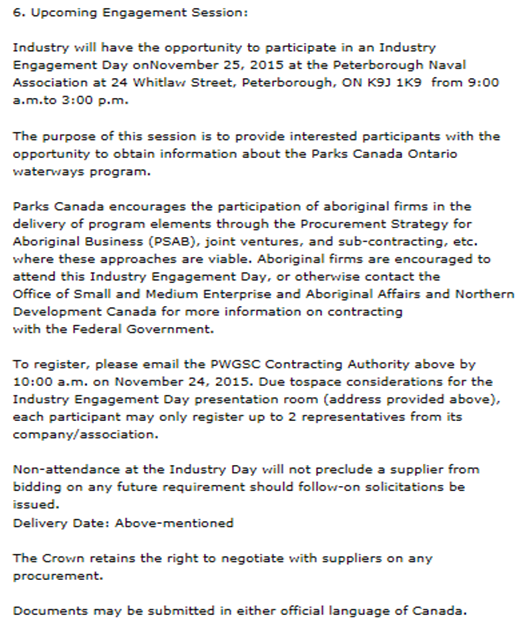 6. Upcoming Engagement Session:
Industry will have the opportunity to participate in an Industry
Engagement Day onNovember 25, 2015 at the Peterborough Naval
Association at 24 Whitlaw Street, Peterborough, ON K9J 1K9  from 9:00
a.m.to 3:00 p.m.
The purpose of this session is to provide interested participants with the
opportunity to obtain information about the Parks Canada Ontario
waterways program.
Parks Canada encourages the participation of aboriginal firms in the
delivery of program elements through the Procurement Strategy for
Aboriginal Business (PSAB), joint ventures, and sub-contracting, etc.
where these approaches are viable. Aboriginal firms are encouraged to
attend this Industry Engagement Day, or otherwise contact the
Office of Small and Medium Enterprise and Aboriginal Affairs and Northern
Development Canada for more information on contracting
with the Federal Government.
To register, please email the PWGSC Contracting Authority above by
10:00 a.m. on November 24, 2015. Due tospace considerations for the
Industry Engagement Day presentation room (address provided above),
each participant may only register up to 2 representatives from its
company/association.
Non-attendance at the Industry Day will not preclude a supplier from
bidding on any future requirement should follow-on solicitations be
issued.
Delivery Date: Above-mentioned
The Crown retains the right to negotiate with suppliers on any
procurement.
Documents may be submitted in either official language of Canada.